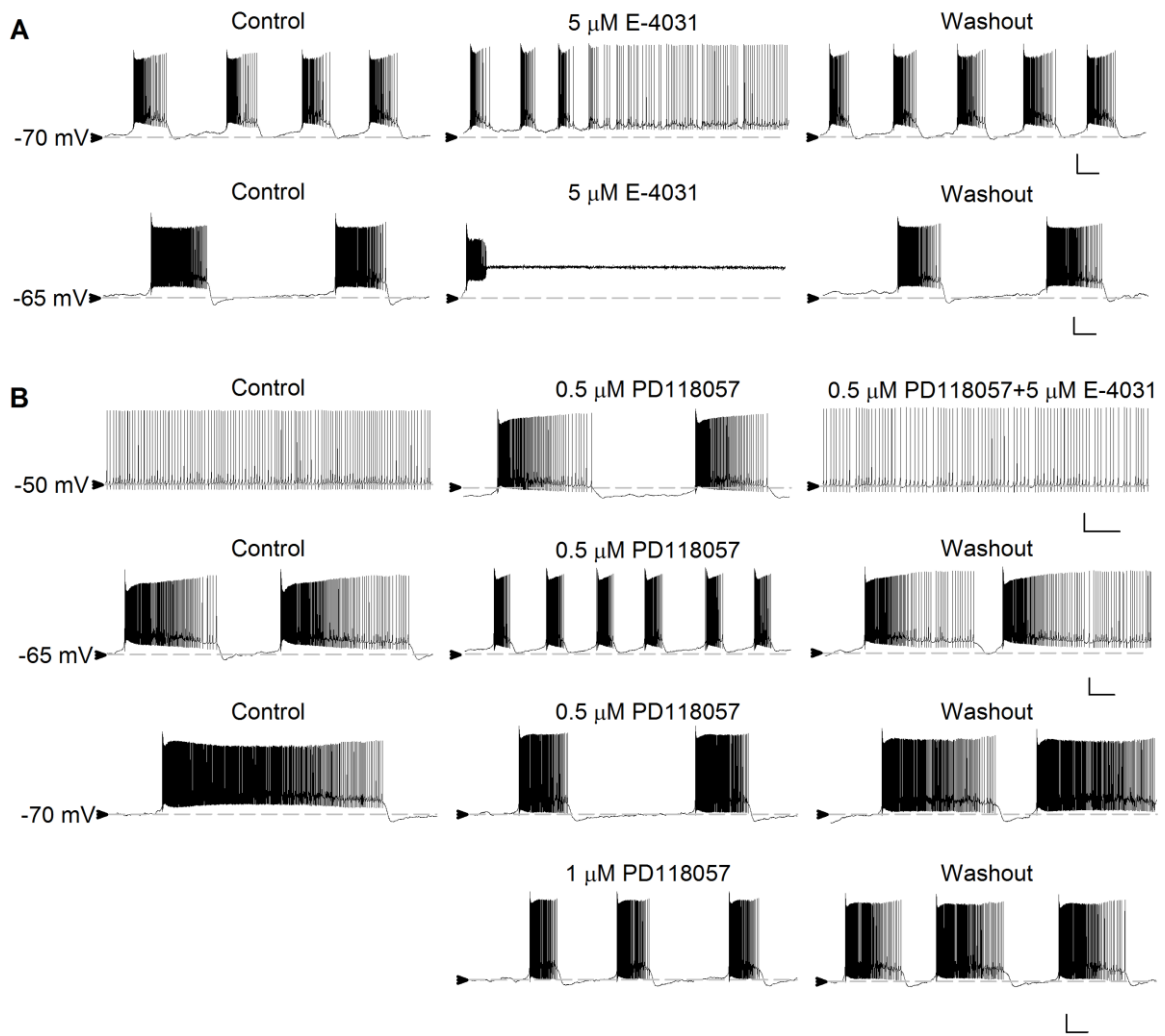 A
Control
5 μM E-4031
Washout
-70 mV
Control
5 μM E-4031
Washout
-65 mV
B
Control
0.5 μM PD118057
0.5 μM PD118057+5 μM E-4031
-50 mV
Control
0.5 μM PD118057
Washout
-65 mV
Control
0.5 μM PD118057
Washout
-70 mV
1 μM PD118057
Washout